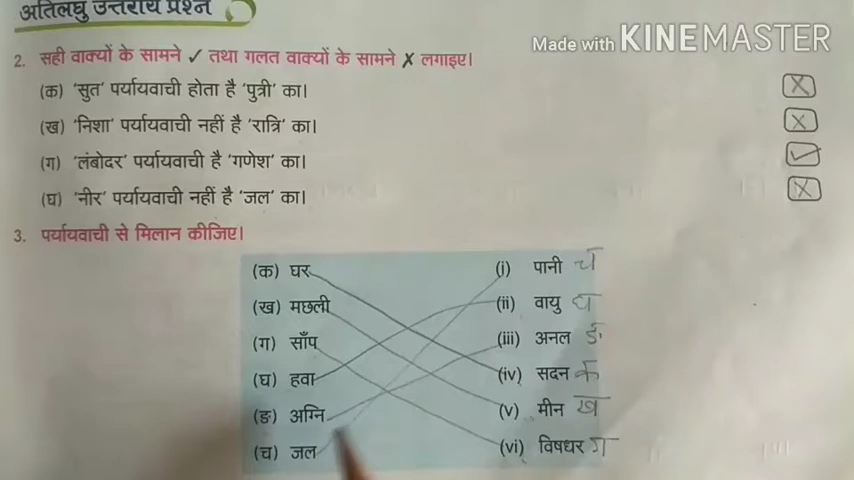 अतिलघु उत्तरीय प्रश्न
Made with KINEMASTER
2. सही वाक्यों के सामने ✓ तथा गलत वाक्यों के सामने ✗ लगाइए।
(क) 'सुत' पर्यायवाची होता है 'पुत्री' का। ✗
(ख) 'निशा' पर्यायवाची नहीं है 'रात्रि' का। ✗
(ग) 'लंबोदर' पर्यायवाची है 'गणेश' का। ✓
(घ) 'नीर' पर्यायवाची नहीं है 'जल' का। ✗
3. पर्यायवाची से मिलान कीजिए।
(क) घर (i) पानी च
(ख) मछली (ii) वायु घ
(ग) साँप (iii) अनल ङ
(घ) हवा (iv) सदन क
(ङ) अग्नि (v) मीन ख
(च) जल (vi) विषधर ग